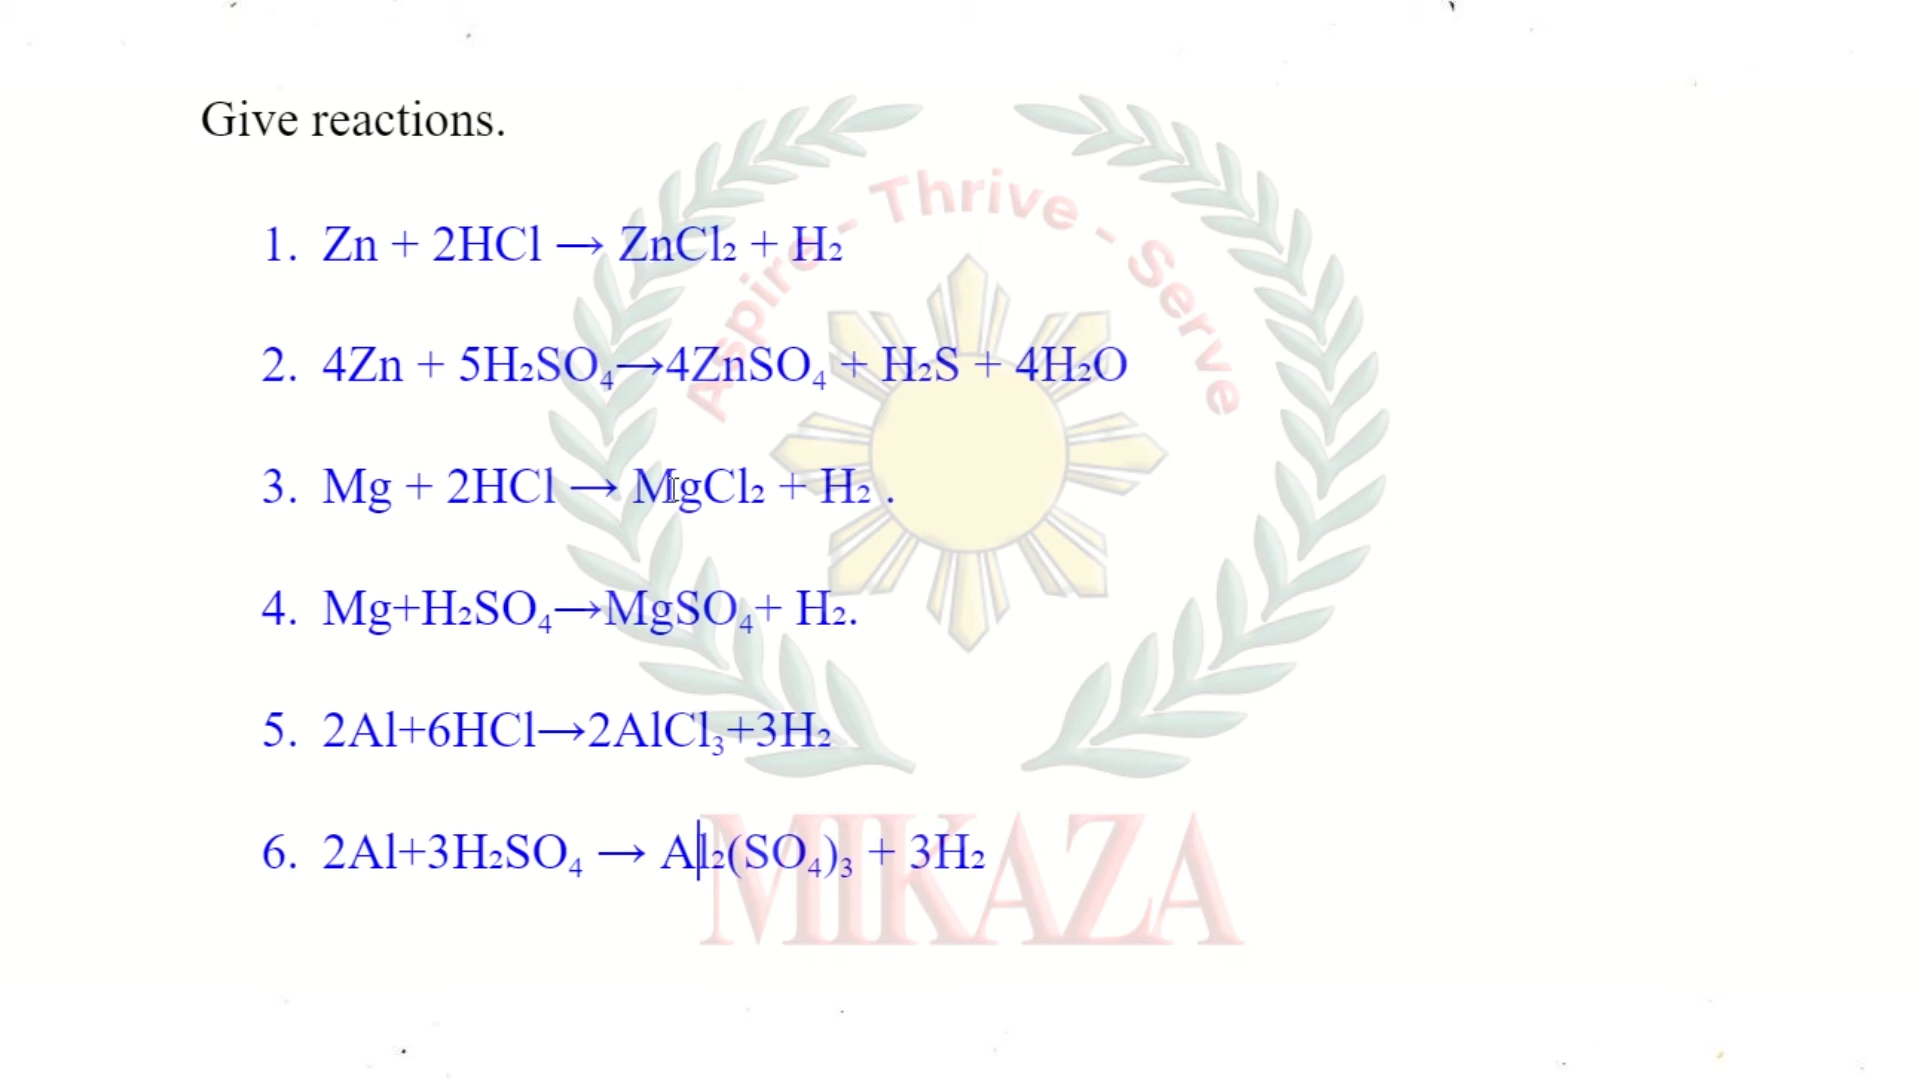 Give reactions.
Aspire - Thrive - Serve
1. Zn + 2HCl → ZnCl₂ + H₂
2. 4Zn + 5H₂SO₄→4ZnSO₄ + H₂S + 4H₂O
3. Mg + 2HCl → MgCl₂ + H₂ .
4. Mg+H₂SO₄→MgSO₄+ H₂.
5. 2Al+6HCl→2AlCl₃+3H₂
6. 2Al+3H₂SO₄ → Al₂(SO₄)₃ + 3H₂
MIKAZA